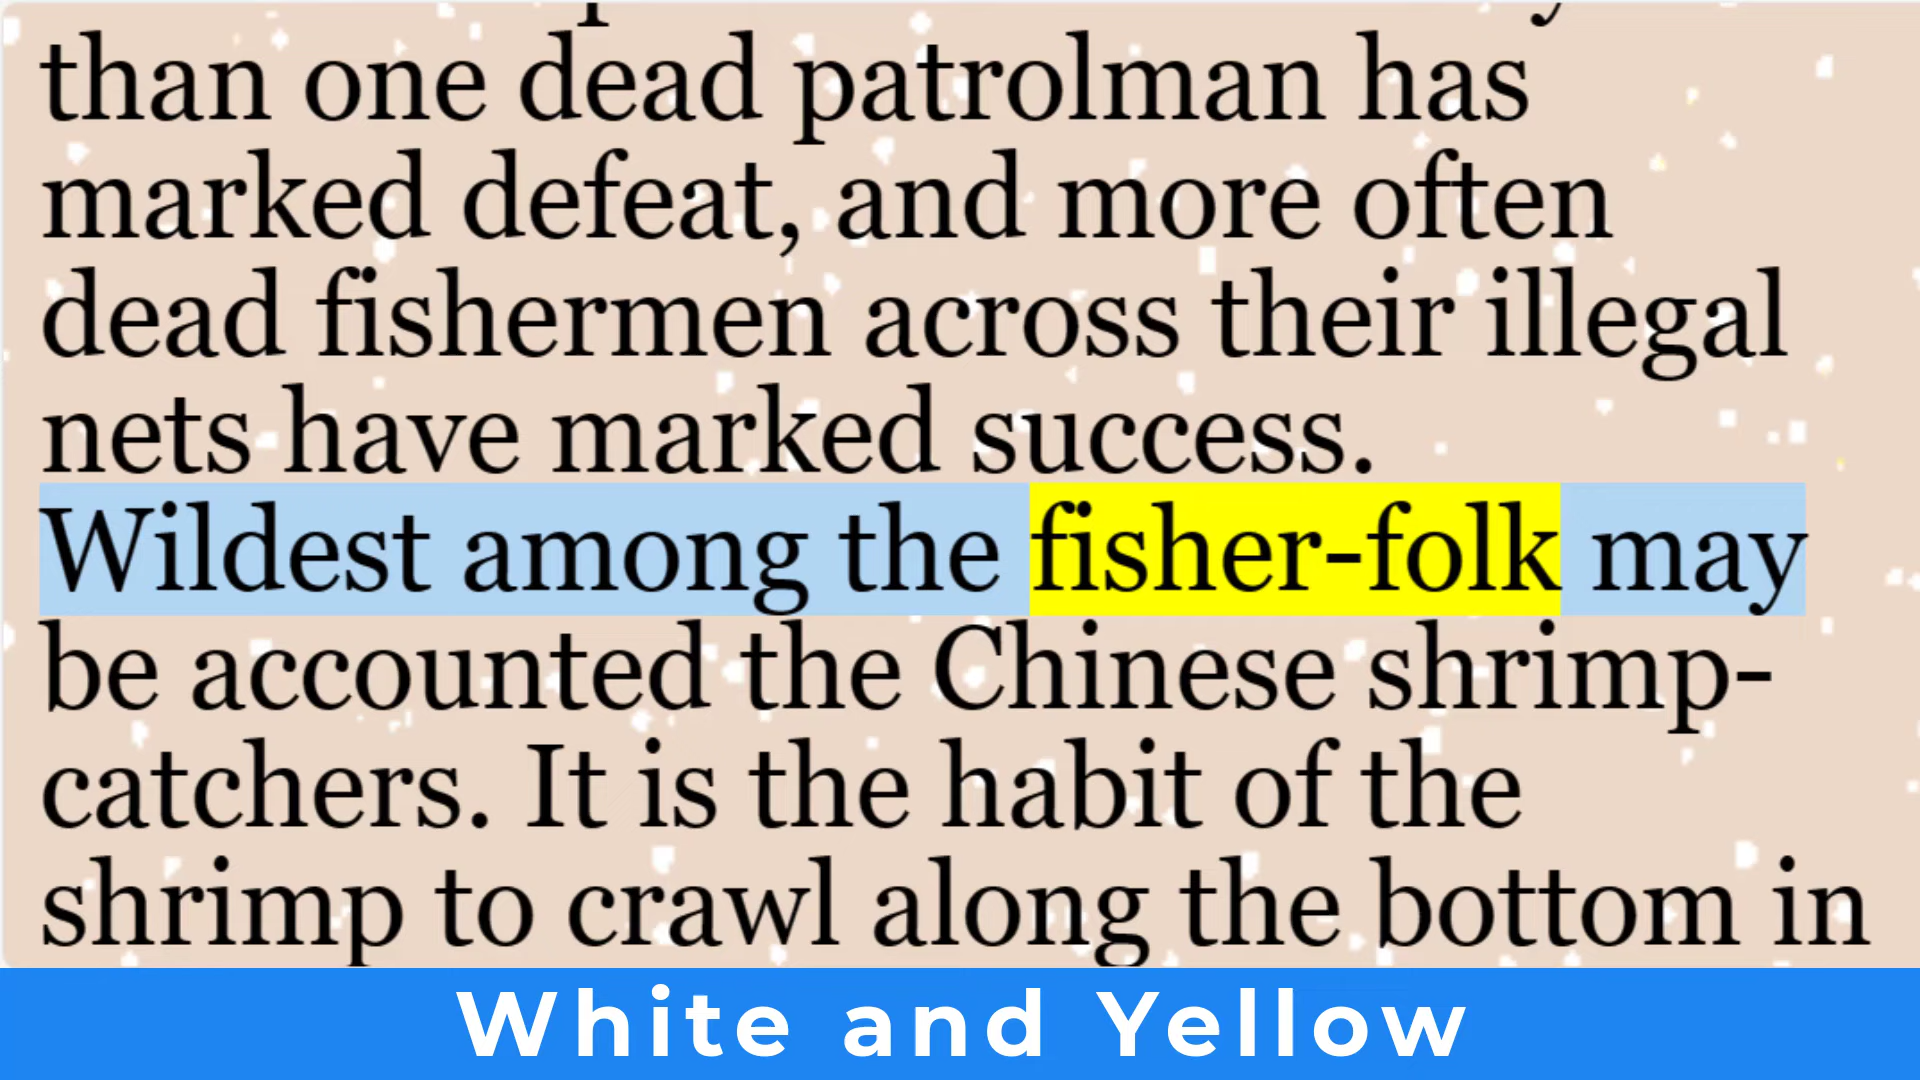 than one dead patrolman has
marked defeat, and more often
dead fishermen across their illegal
nets have marked success.
Wildest among the fisher-folk may
be accounted the Chinese shrimp-
catchers. It is the habit of the
shrimp to crawl along the bottom in
White and Yellow